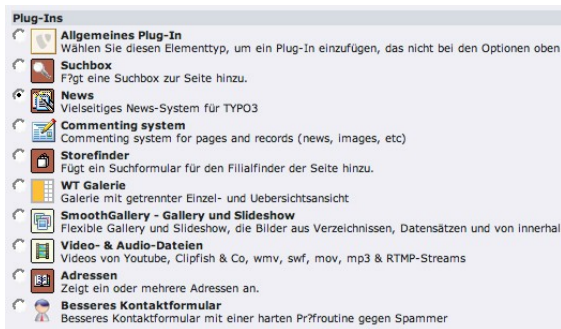 Plug-Ins
Allgemeines Plug-In
Wählen Sie diesen Elementtyp, um ein Plug-In einzufügen, das nicht bei den Optionen oben
Suchbox
F?gt eine Suchbox zur Seite hinzu.
News
Vielseitiges News-System für TYPO3
Commenting system
Commenting system for pages and records (news, images, etc)
Storefinder
Fügt ein Suchformular für den Filialfinder der Seite hinzu.
WT Galerie
Galerie mit getrennter Einzel- und Uebersichtsansicht
SmoothGallery - Gallery und Slideshow
Flexible Gallery und Slideshow, die Bilder aus Verzeichnissen, Datensätzen und von innerhal
Video- & Audio-Dateien
Videos von Youtube, Clipfish & Co, wmv, swf, mov, mp3 & RTMP-Streams
Adressen
Zeigt ein oder mehrere Adressen an.
Besseres Kontaktformular
Besseres Kontaktformular mit einer harten Pr?froutine gegen Spammer